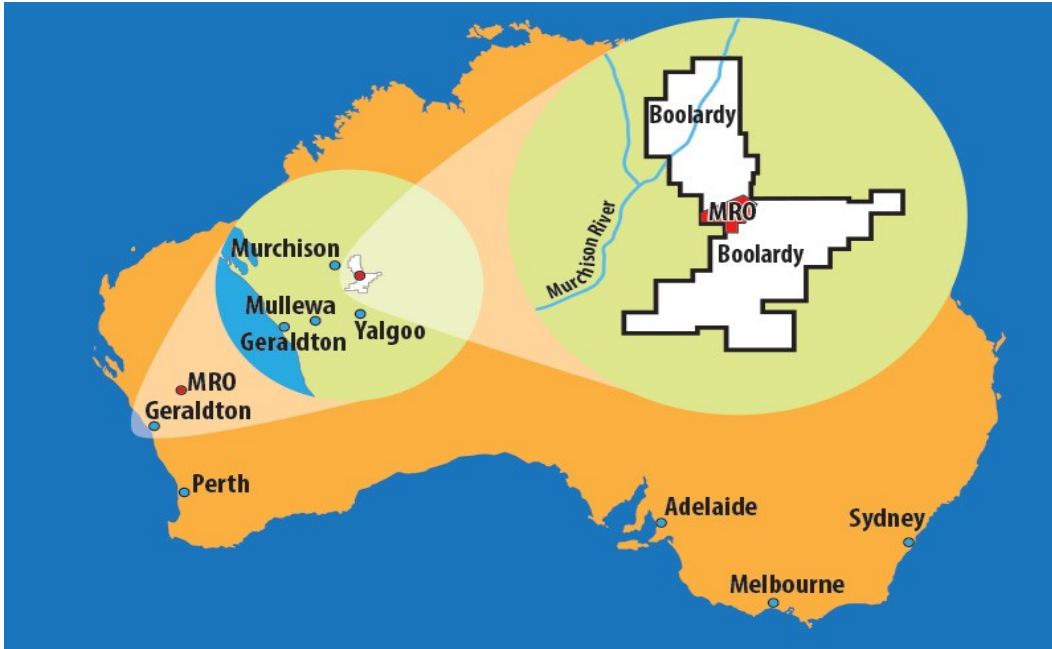 Boolardy
MRO
Boolardy
Murchison River
Murchison
Mullewa
Geraldton
Yalgoo
MRO
Geraldton
Perth
Adelaide
Sydney
Melbourne